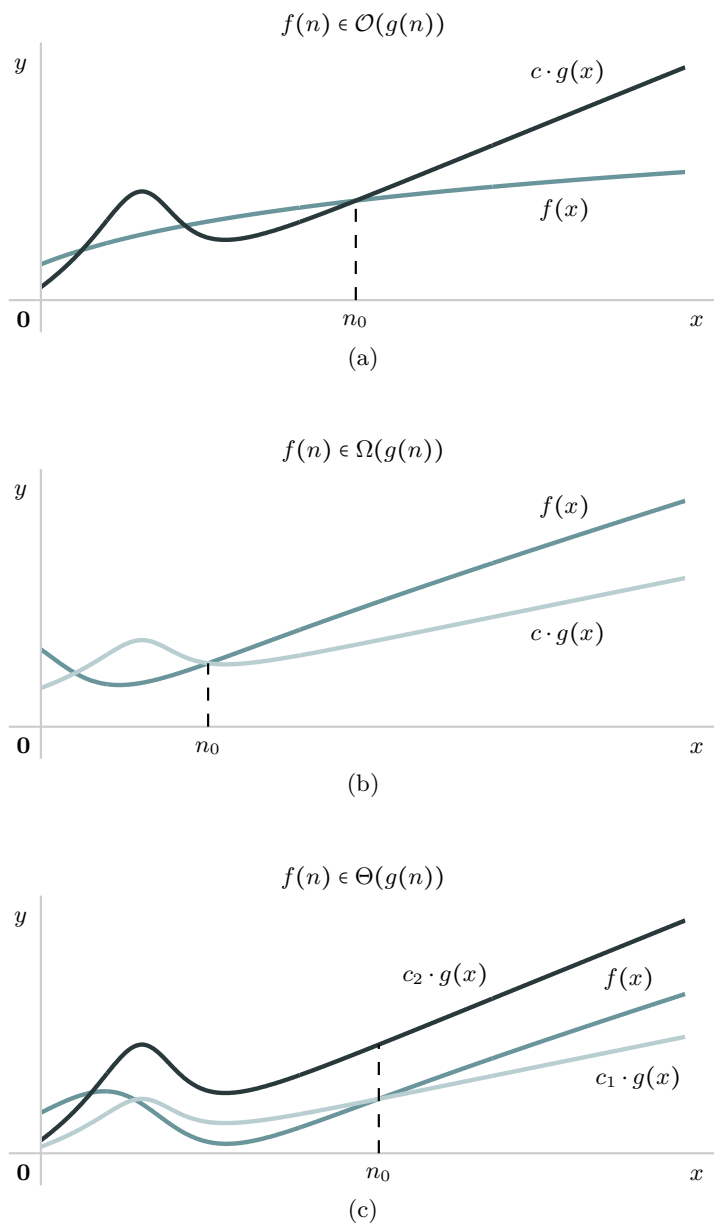 f(n) ∈ 𝒪(g(n))
y
c · g(x)
f(x)
0 n₀ x
(a)
f(n) ∈ Ω(g(n))
y
f(x)
c · g(x)
0 n₀ x
(b)
f(n) ∈ Θ(g(n))
y
c₂ · g(x) f(x)
c₁ · g(x)
0 n₀ x
(c)